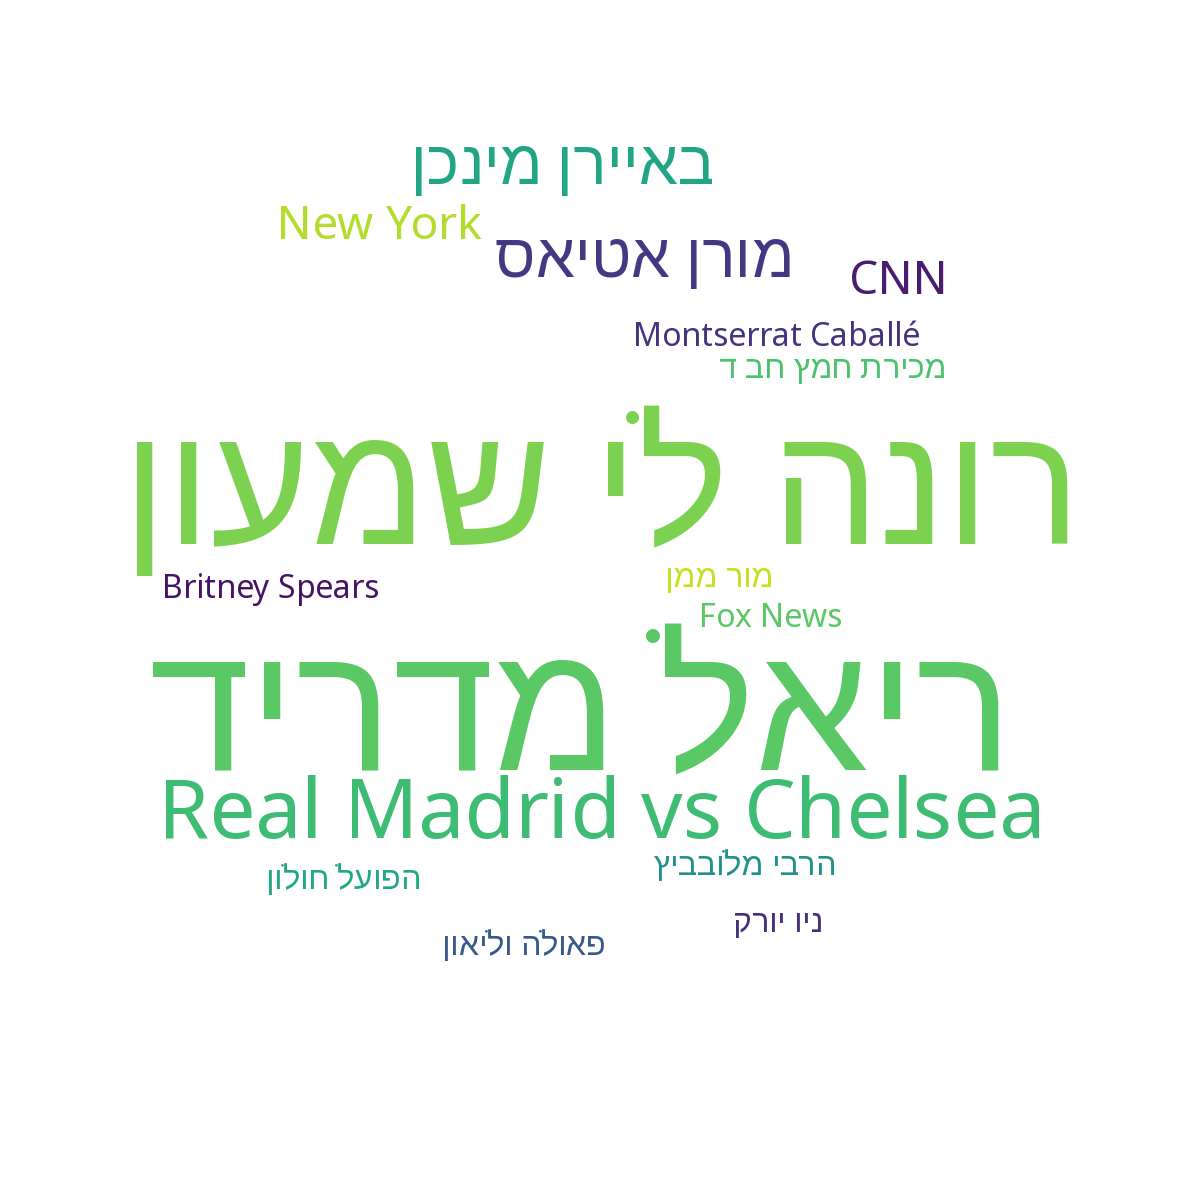 באיירן מינכן
New York
מורן אטיאס
CNN
Montserrat Caballé
מכירת חמץ חב ד
רונה לי שמעון
מור ממן
Britney Spears
Fox News
ריאל מדריד
Real Madrid vs Chelsea
הרבי מלובביץ
הפועל חולון
ניו יורק
פאולה וליאון